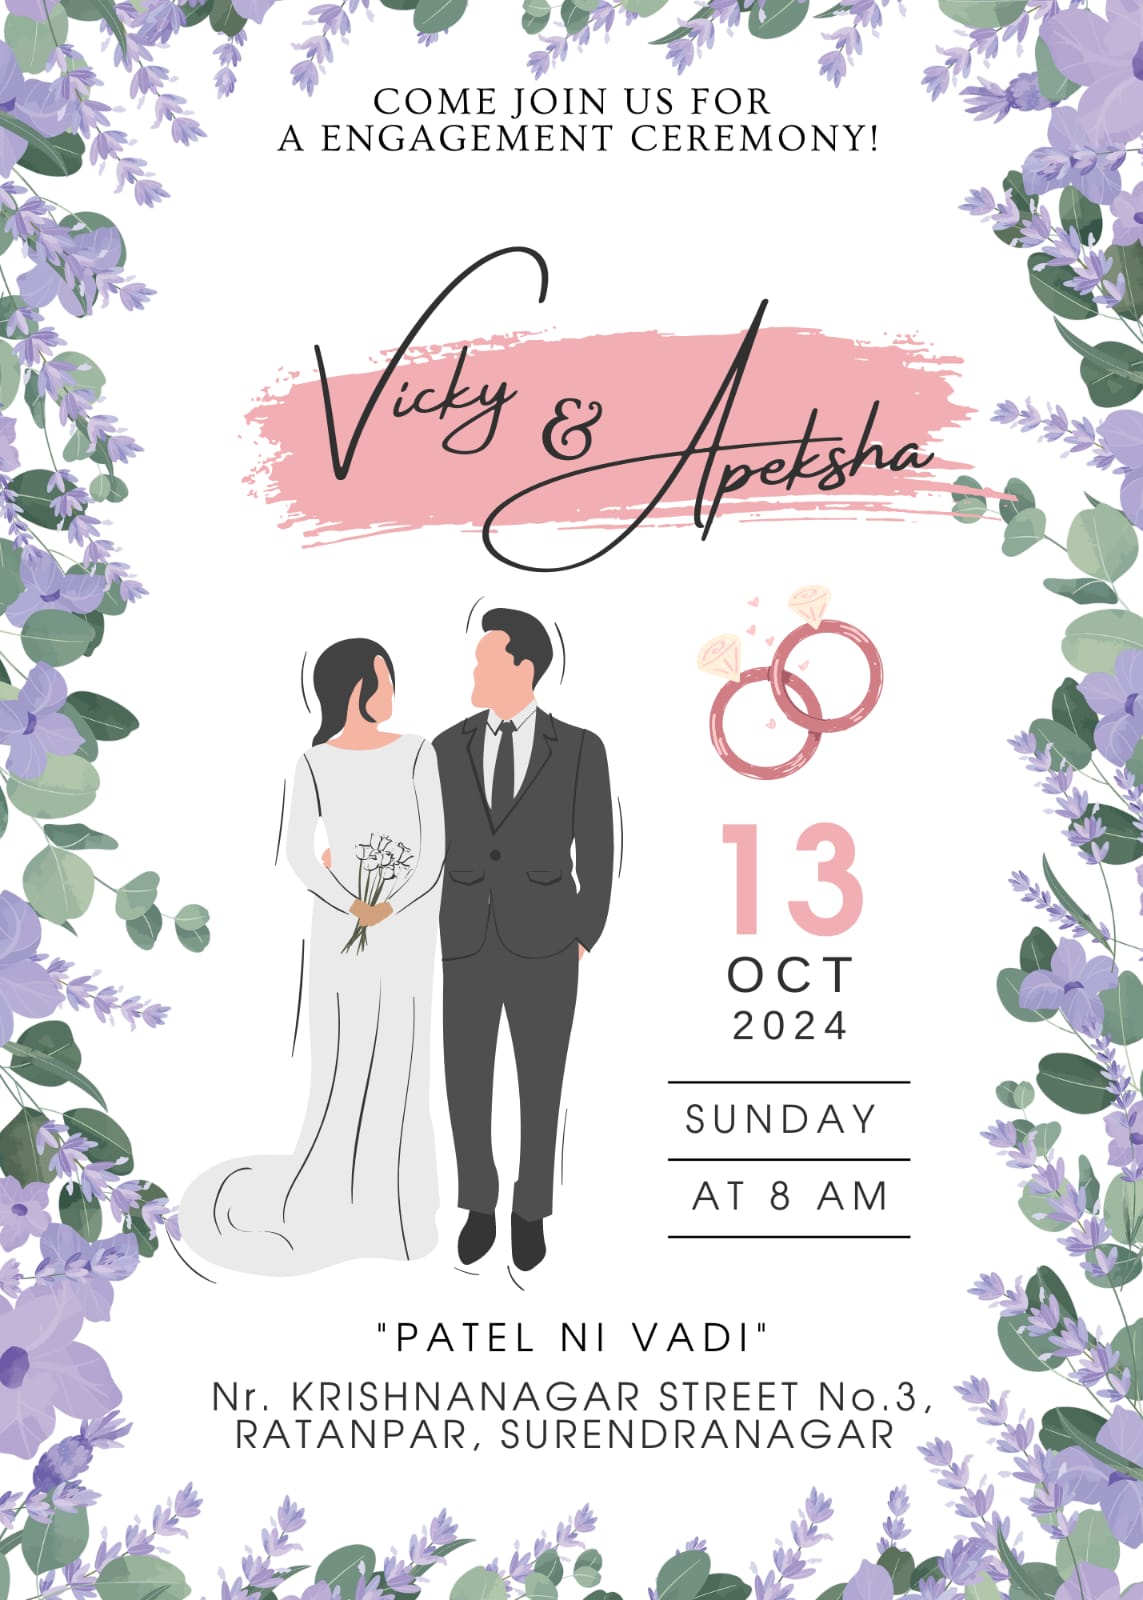 COME JOIN US FOR
A ENGAGEMENT CEREMONY!
Vicky & Apeksha
13
OCT
2024
SUNDAY
AT 8 AM
"PATEL NI VADI"
Nr. KRISHNANAGAR STREET No.3,
RATANPAR, SURENDRANAGAR